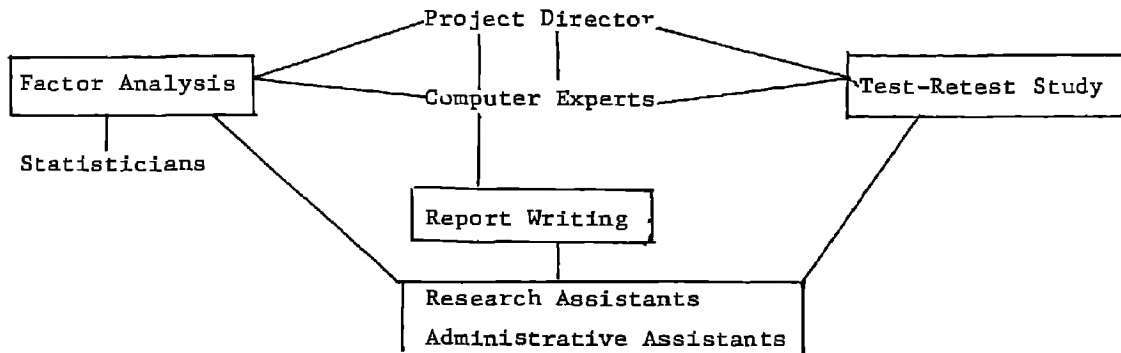 Project Director
Factor Analysis
Computer Experts
Test-Retest Study
Statisticians
Report Writing
Research Assistants
Administrative Assistants